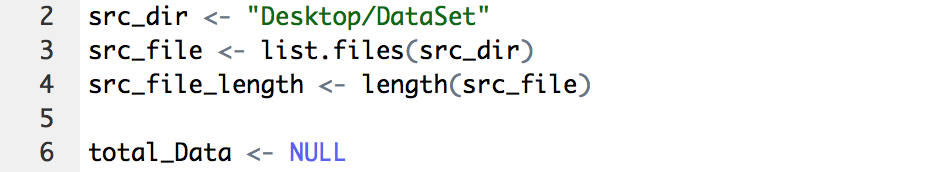 2 src_dir <- "Desktop/DataSet"
3 src_file <- list.files(src_dir)
4 src_file_length <- length(src_file)
5
6 total_Data <- NULL